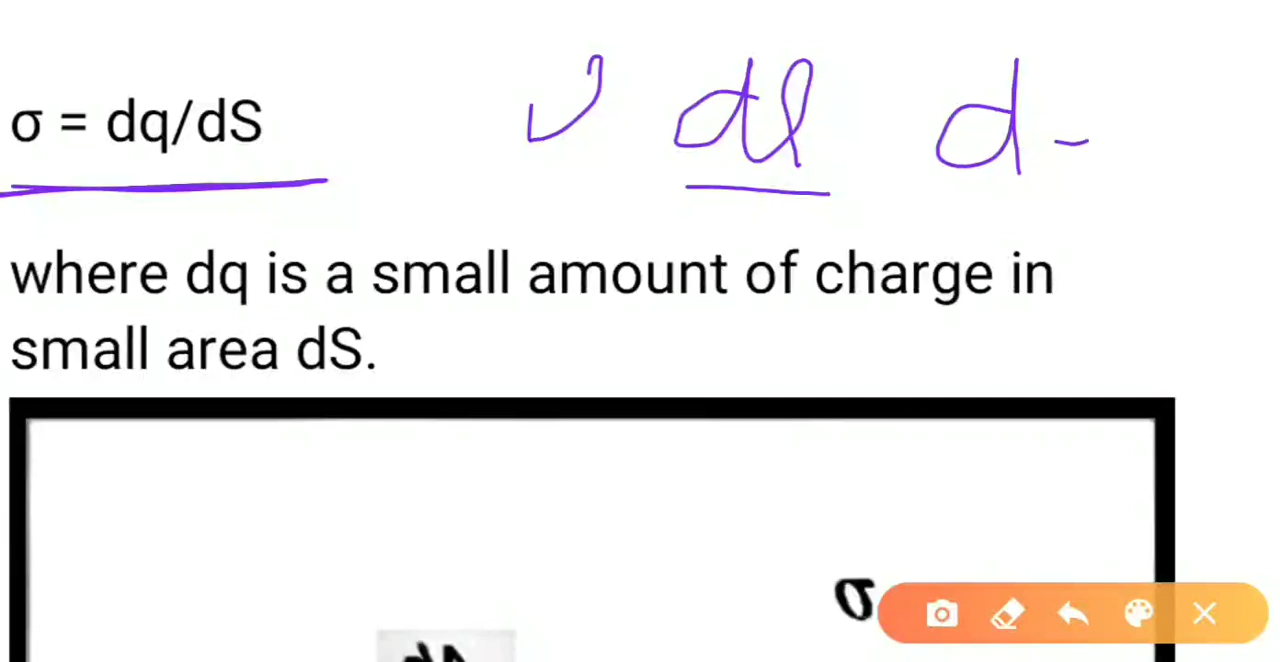 σ = dq/dS
dl d
where dq is a small amount of charge in
small area dS.
σ